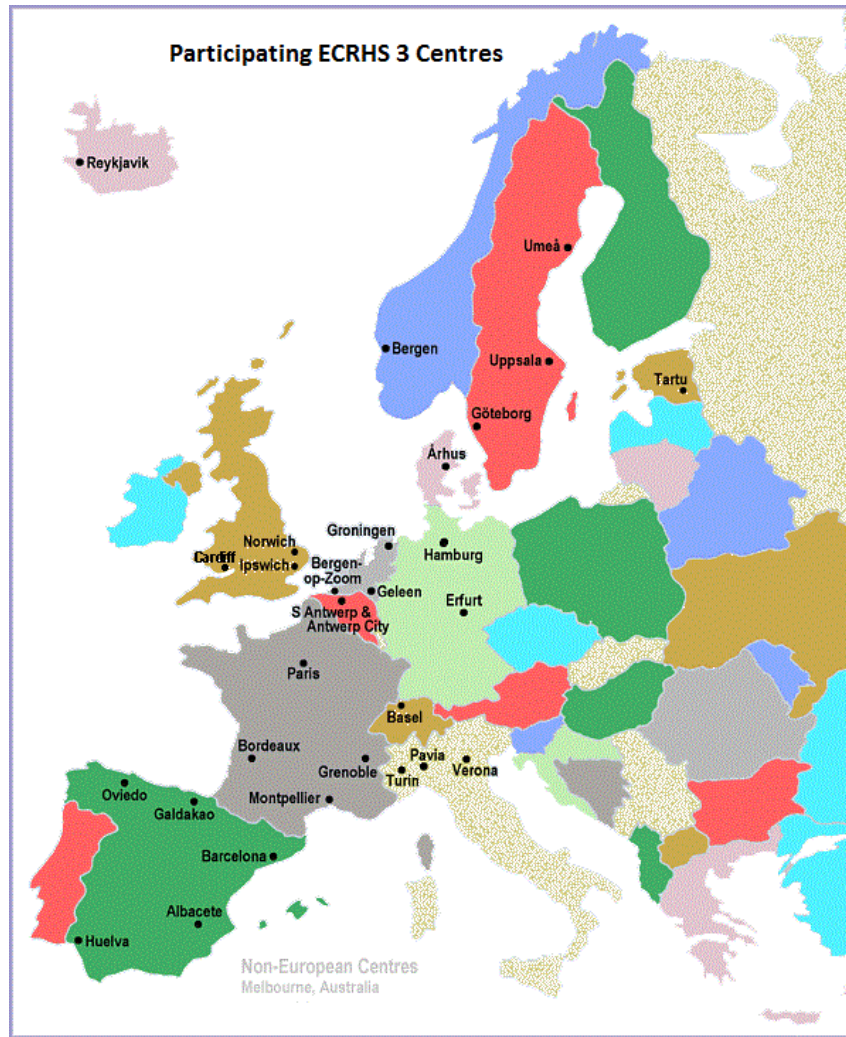 Participating ECRHS 3 Centres
Reykjavik
Umeå
Bergen
Uppsala
Tartu
Göteborg
Århus
Groningen
Norwich
Hamburg
Cardiff
Ipswich
Bergen-
op-Zoom
Geleen
Erfurt
S Antwerp &
Antwerp City
Paris
Basel
Bordeaux
Pavia
Grenoble
Turin
Verona
Oviedo
Montpellier
Galdakao
Barcelona
Albacete
Huelva
Non-European Centres
Melbourne, Australia